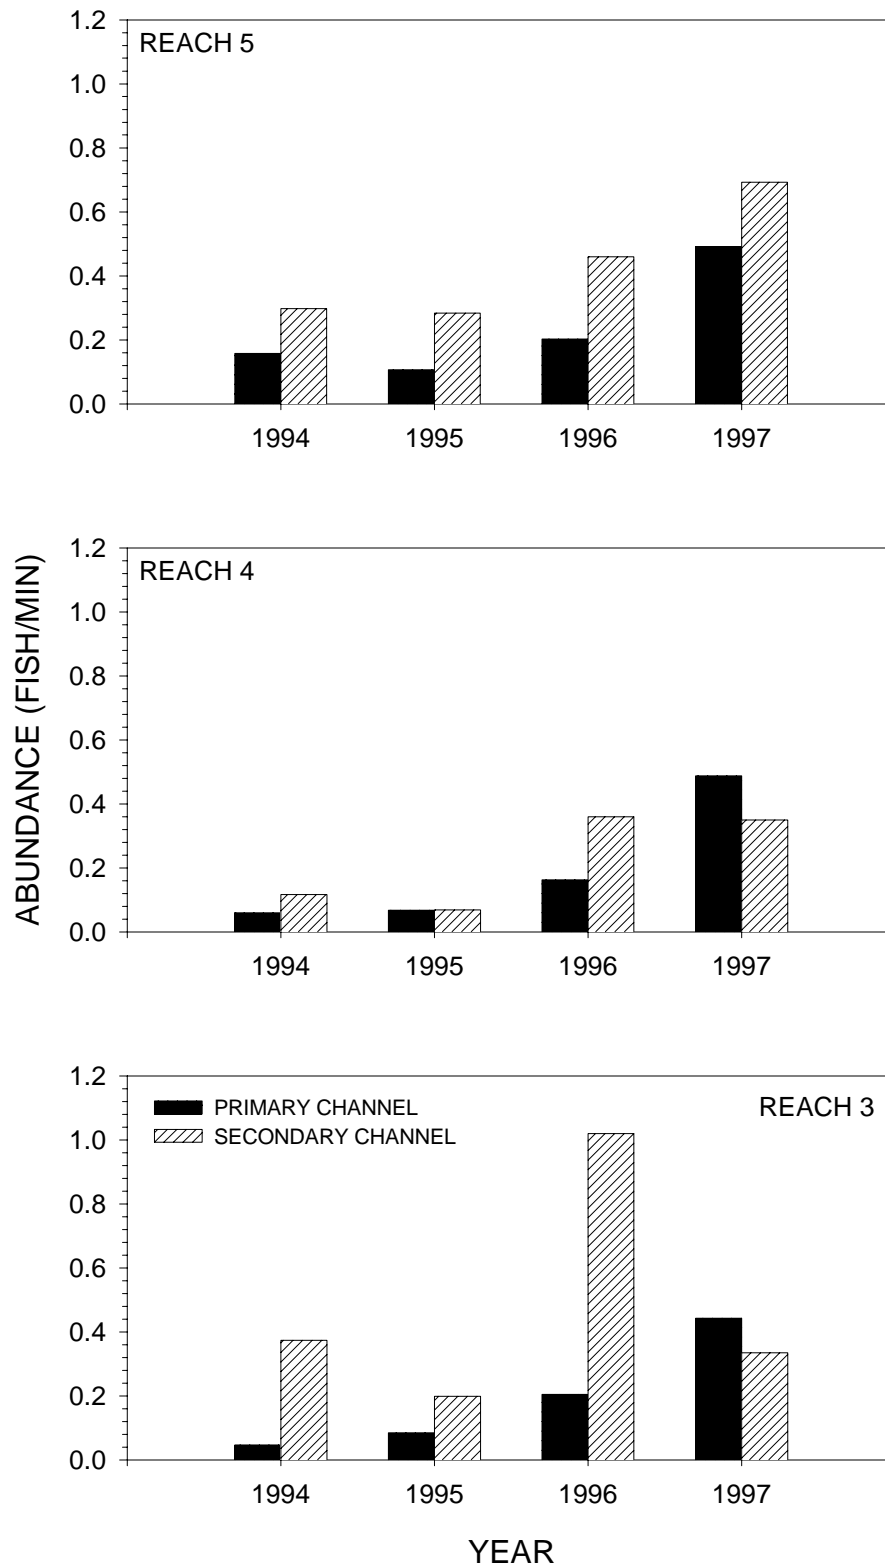 1.2
REACH 5
1.0
0.8
0.6
0.4
0.2
0.0
1994 1995 1996 1997
ABUNDANCE (FISH/MIN)
1.2
REACH 4
1.0
0.8
0.6
0.4
0.2
0.0
1994 1995 1996 1997
1.2
PRIMARY CHANNEL
REACH 3
SECONDARY CHANNEL
1.0
0.8
0.6
0.4
0.2
0.0
1994 1995 1996 1997
YEAR